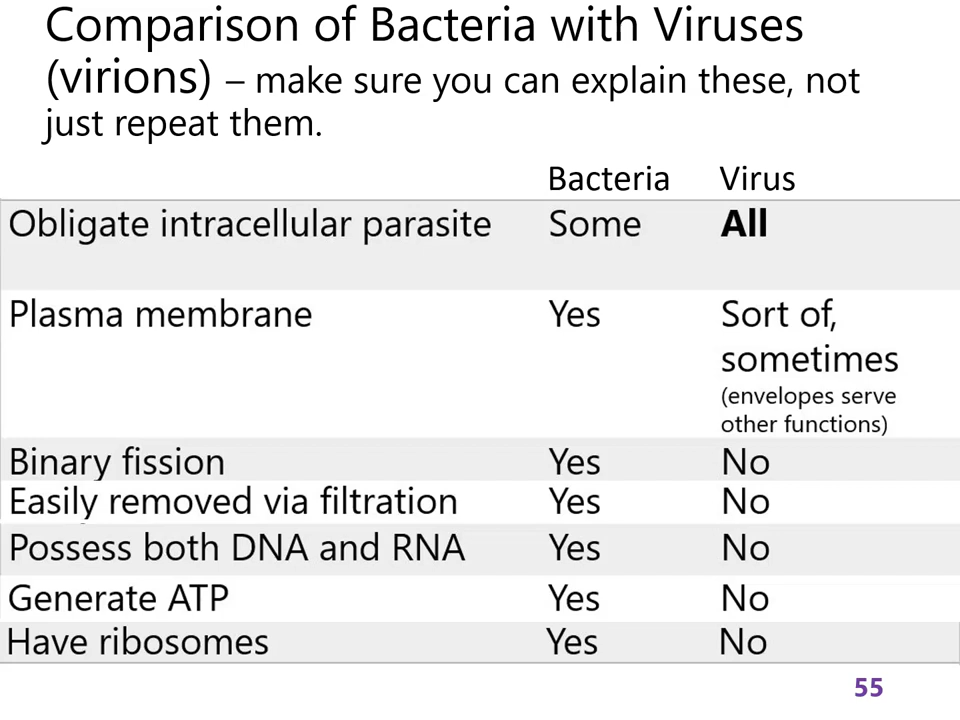 Comparison of Bacteria with Viruses
(virions) – make sure you can explain these, not
just repeat them.
Bacteria Virus
Obligate intracellular parasite Some All
Plasma membrane Yes Sort of,
sometimes
(envelopes serve
other functions)
Binary fission Yes No
Easily removed via filtration Yes No
Possess both DNA and RNA Yes No
Generate ATP Yes No
Have ribosomes Yes No
55